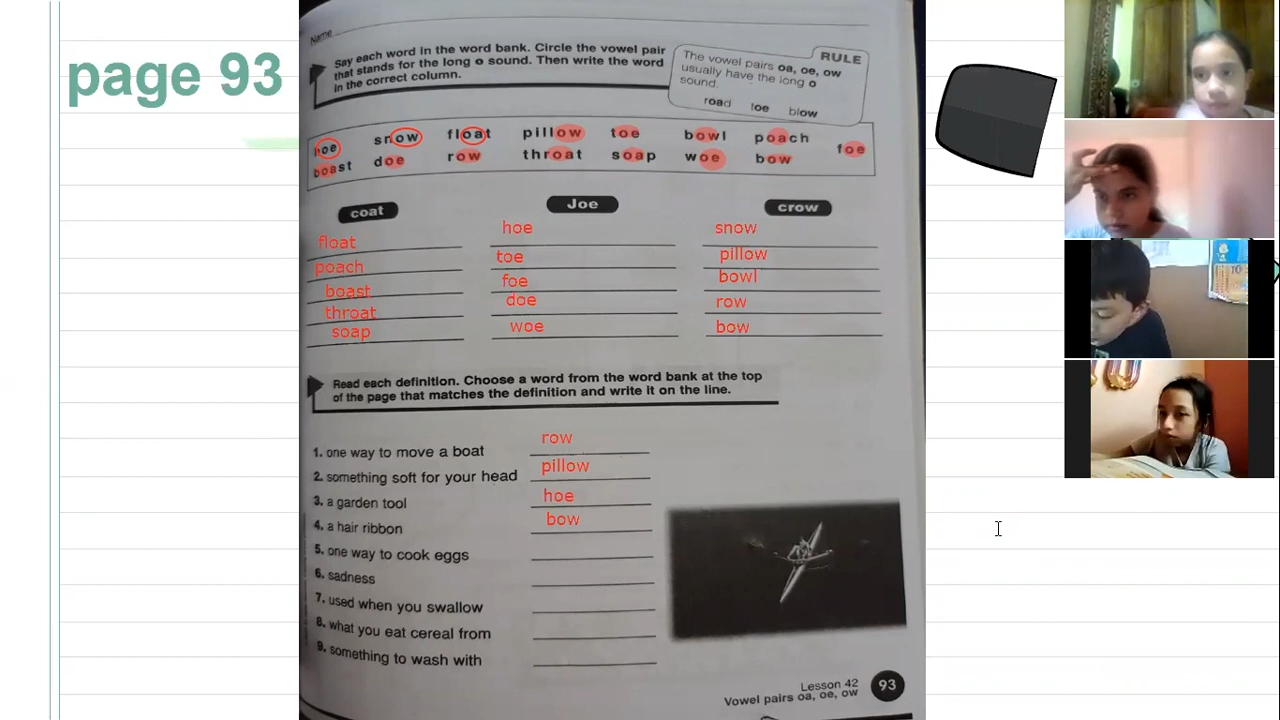 page 93
Name
Say each word in the word bank. Circle the vowel pair
that stands for the long o sound. Then write the word
in the correct column.
RULE
The vowel pairs oa, oe, ow
usually have the long o
sound.
road toe blow
hoe snow float pillow toe bowl poach foe
boast doe row throat soap woe bow
coat Joe crow
float hoe snow
poach toe pillow
boast foe bowl
throat doe row
soap woe bow
Read each definition. Choose a word from the word bank at the top
of the page that matches the definition and write it on the line.
1. one way to move a boat row
2. something soft for your head pillow
3. a garden tool hoe
4. a hair ribbon bow
5. one way to cook eggs
6. sadness
7. used when you swallow
8. what you eat cereal from
9. something to wash with
Lesson 42
Vowel pairs oa, oe, ow
93